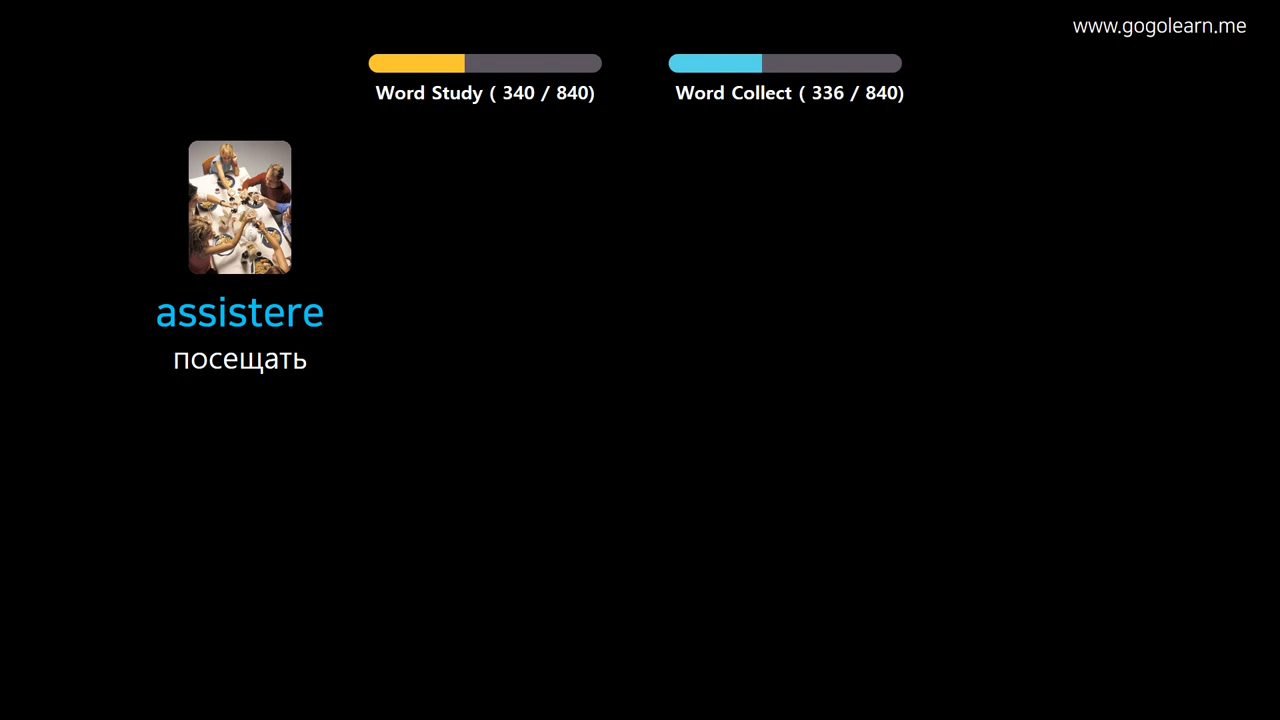 www.gogolearn.me
Word Study ( 340 / 840)
Word Collect ( 336 / 840)
assistere
посещать